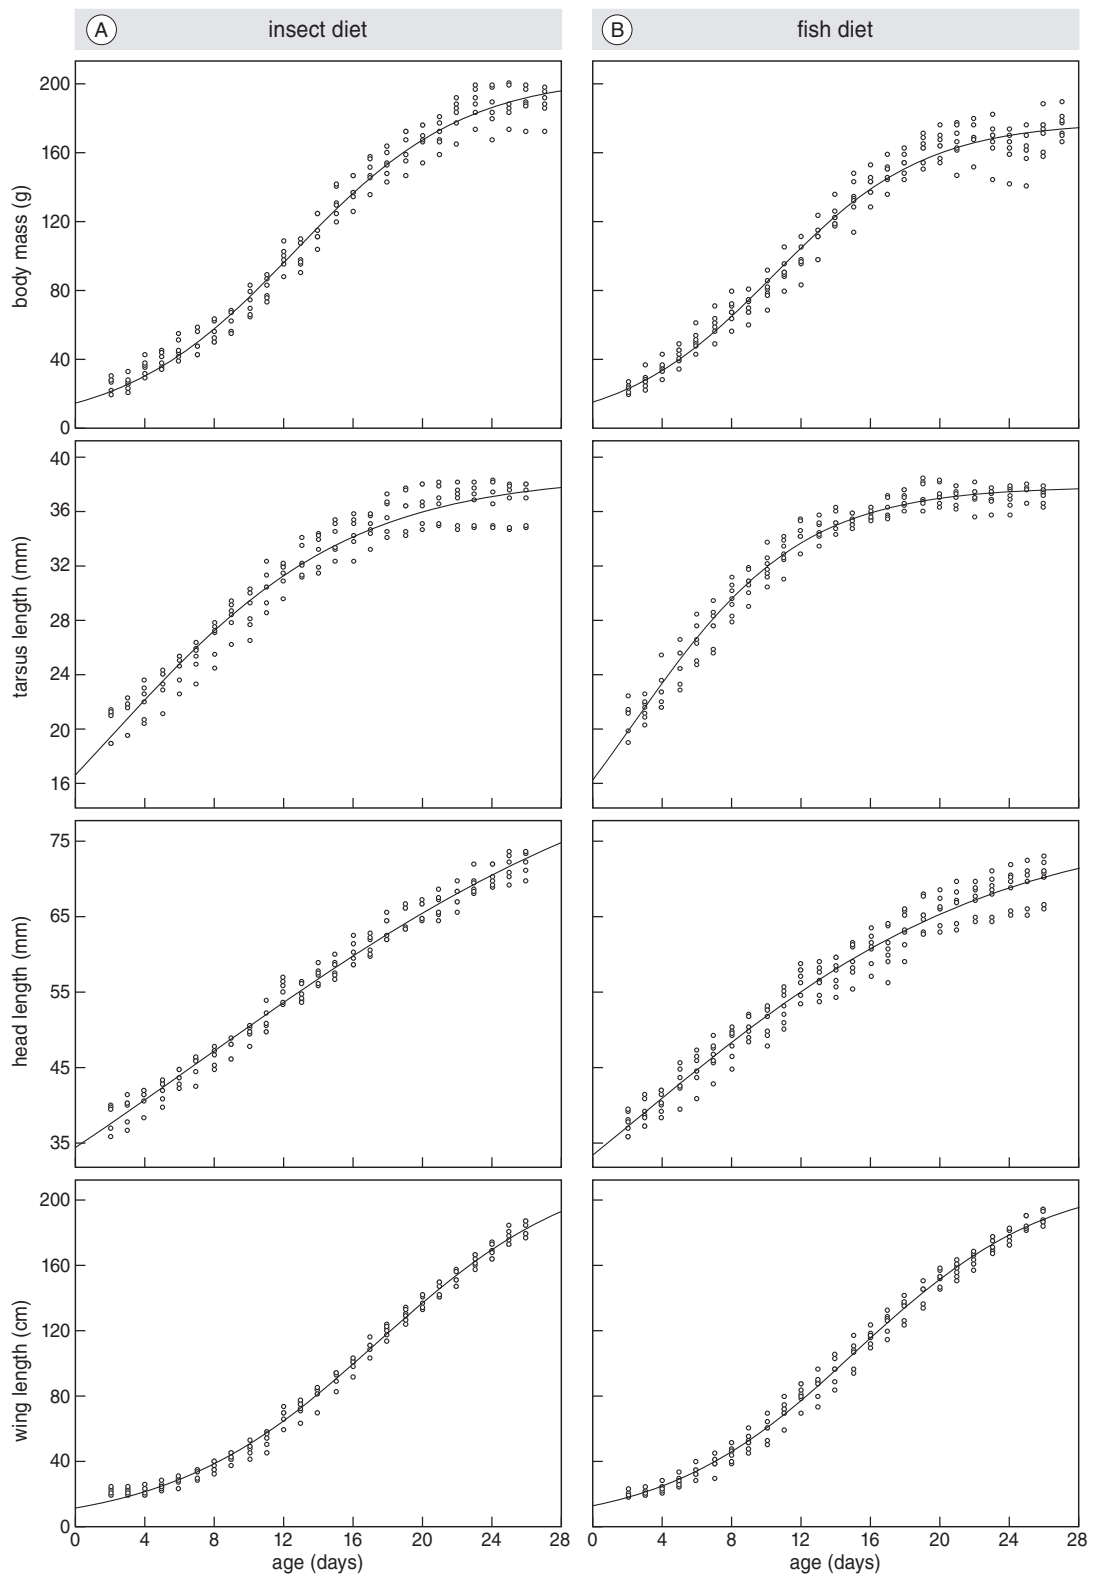 A insect diet
B fish diet
body mass (g)
200
160
120
80
40
0
tarsus length (mm)
40
36
32
28
24
20
16
head length (mm)
75
65
55
45
35
wing length (cm)
200
160
120
80
40
0
0 4 8 12 16 20 24 28
0 4 8 12 16 20 24 28
age (days)
age (days)